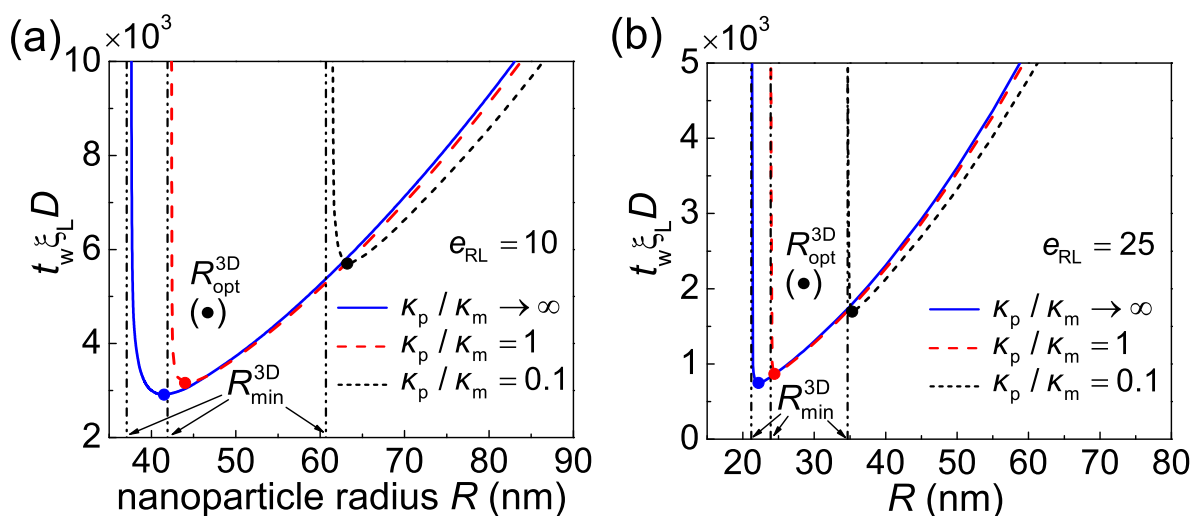 (a)
×10³
10
8
6
4
2
t_w ξ_L D
40 50 60 70 80 90
nanoparticle radius R (nm)
e_RL = 10
R_opt^3D
(●)
κ_p / κ_m → ∞
κ_p / κ_m = 1
κ_p / κ_m = 0.1
R_min^3D
(b)
×10³
5
4
3
2
1
0
t_w ξ_L D
20 30 40 50 60 70 80
R (nm)
e_RL = 25
R_opt^3D
(●)
κ_p / κ_m → ∞
κ_p / κ_m = 1
κ_p / κ_m = 0.1
R_min^3D